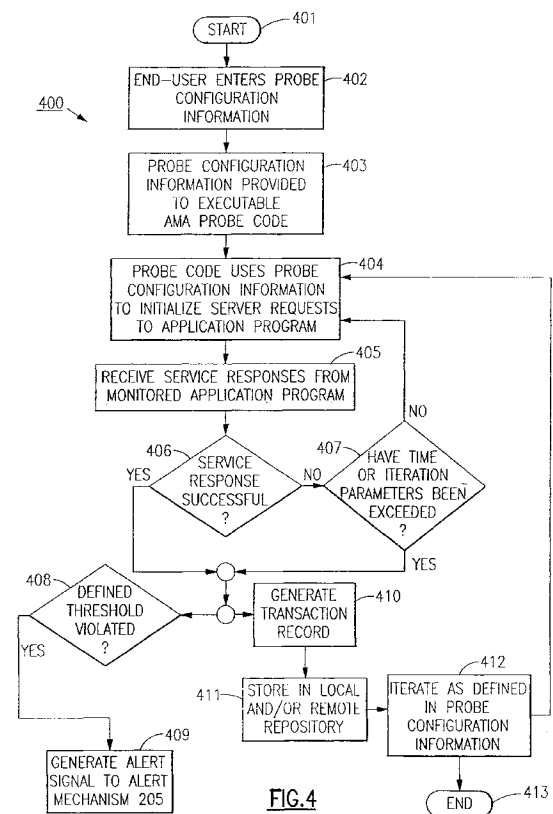 START
401
400
END-USER ENTERS PROBE
CONFIGURATION
INFORMATION
402
PROBE CONFIGURATION
INFORMATION PROVIDED
TO EXECUTABLE
AMA PROBE CODE
403
PROBE CODE USES PROBE
CONFIGURATION INFORMATION
TO INITIALIZE SERVER REQUESTS
TO APPLICATION PROGRAM
404
RECEIVE SERVICE RESPONSES FROM
MONITORED APPLICATION PROGRAM
405
406
YES
SERVICE
RESPONSE
SUCCESSFUL
?
NO
407
HAVE TIME
OR ITERATION
PARAMETERS BEEN
EXCEEDED
?
NO
YES
408
DEFINED
THRESHOLD
VIOLATED
?
YES
GENERATE
TRANSACTION
RECORD
410
411
STORE IN LOCAL
AND/OR REMOTE
REPOSITORY
412
ITERATE AS DEFINED
IN PROBE
CONFIGURATION
INFORMATION
409
GENERATE ALERT
SIGNAL TO ALERT
MECHANISM 205
FIG.4
END
413